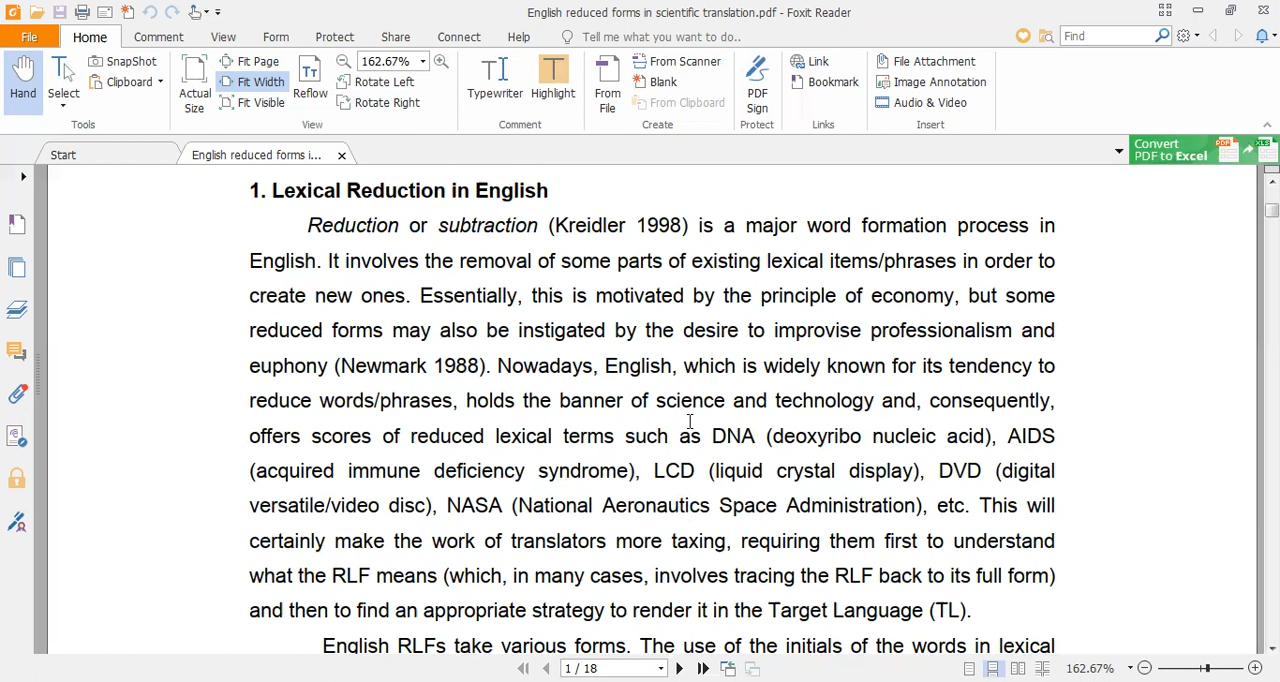 English reduced forms in scientific translation.pdf - Foxit Reader
File Home Comment View Form Protect Share Connect Help Tell me what you want to do.. Find
Hand
Select
SnapShot
Clipboard
Tools
Actual Size
Fit Page
Fit Width
Fit Visible
Reflow
162.67%
Rotate Left
Rotate Right
View
Typewriter
Highlight
Comment
From File
From Scanner
Blank
From Clipboard
Create
PDF Sign
Protect
Link
Bookmark
Links
File Attachment
Image Annotation
Audio & Video
Insert
Start
English reduced forms i...
Convert
PDF to Excel
1. Lexical Reduction in English
Reduction or subtraction (Kreidler 1998) is a major word formation process in
English. It involves the removal of some parts of existing lexical items/phrases in order to
create new ones. Essentially, this is motivated by the principle of economy, but some
reduced forms may also be instigated by the desire to improvise professionalism and
euphony (Newmark 1988). Nowadays, English, which is widely known for its tendency to
reduce words/phrases, holds the banner of science and technology and, consequently,
offers scores of reduced lexical terms such as DNA (deoxyribo nucleic acid), AIDS
(acquired immune deficiency syndrome), LCD (liquid crystal display), DVD (digital
versatile/video disc), NASA (National Aeronautics Space Administration), etc. This will
certainly make the work of translators more taxing, requiring them first to understand
what the RLF means (which, in many cases, involves tracing the RLF back to its full form)
and then to find an appropriate strategy to render it in the Target Language (TL).
English RLFs take various forms. The use of the initials of the words in lexical
1 / 18
162.67%